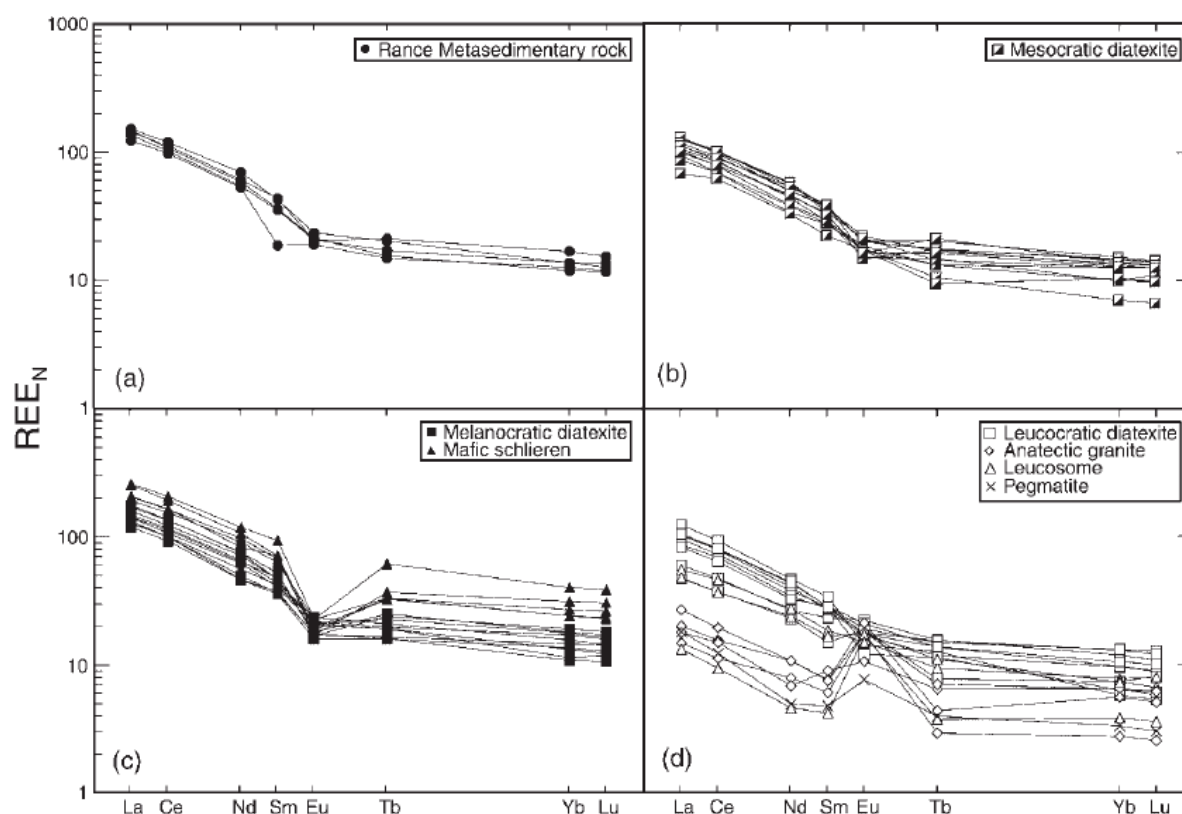 1000
100
10
1
100
10
1
REE_N
Rance Metasedimentary rock
(a)
Mesocratic diatexite
(b)
Melanocratic diatexite
Mafic schlieren
(c)
Leucocratic diatexite
Anatectic granite
Leucosome
Pegmatite
(d)
La Ce Nd Sm Eu Tb Yb Lu
La Ce Nd Sm Eu Tb Yb Lu